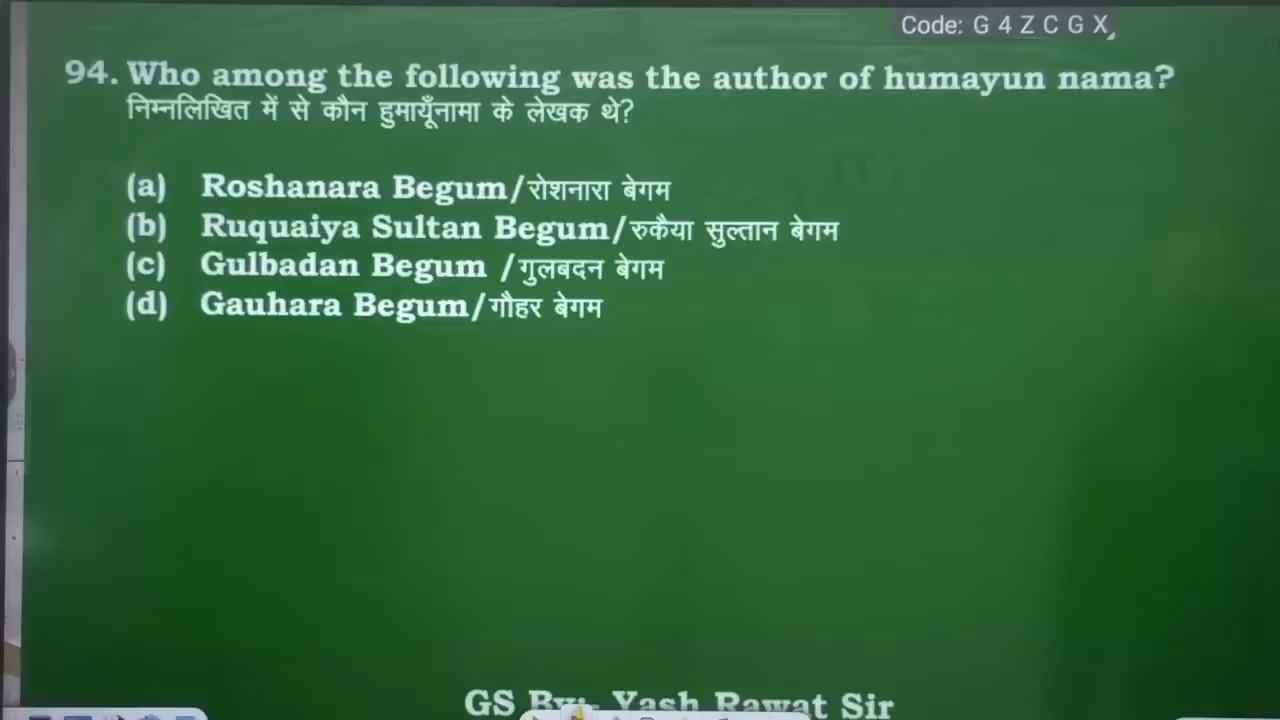 Code: G 4 Z C G X
94. Who among the following was the author of humayun nama?
निम्नलिखित में से कौन हुमायूँनामा के लेखक थे?
(a) Roshanara Begum/रोशनारा बेगम
(b) Ruquaiya Sultan Begum/रुकैया सुल्तान बेगम
(c) Gulbadan Begum /गुलबदन बेगम
(d) Gauhara Begum/गौहर बेगम
GS By:- Yash Rawat Sir